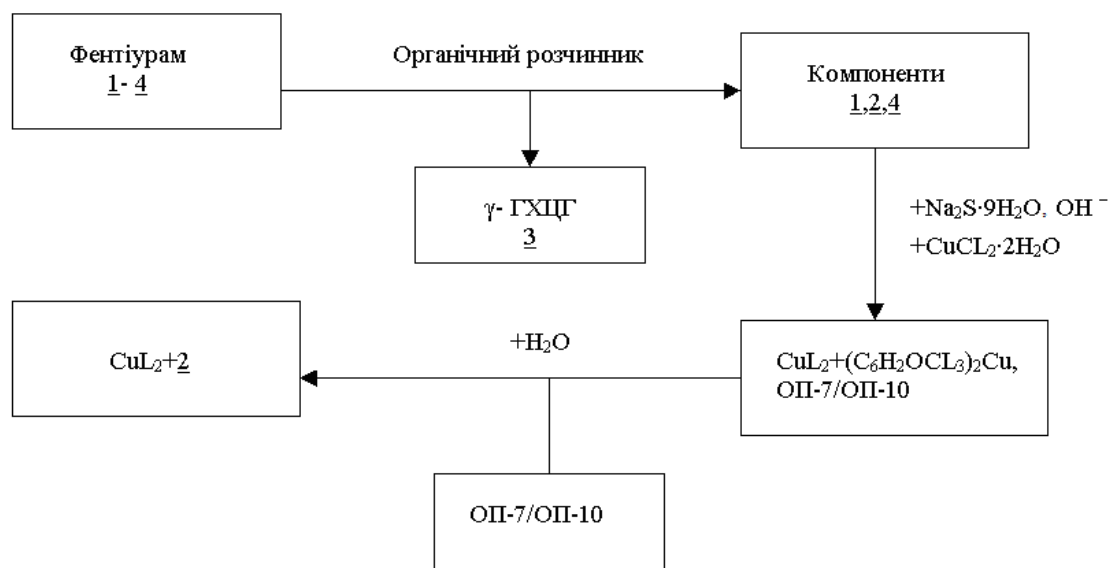 Фентіурам
1- 4
Органічний розчинник
Компоненти
1,2,4
γ- ГХЦГ
3
+Na₂S·9H₂O, OH⁻
+CuCL₂·2H₂O
CuL₂+2
+H₂O
CuL₂+(C₆H₂OCL₃)₂Cu,
ОП-7/ОП-10
ОП-7/ОП-10